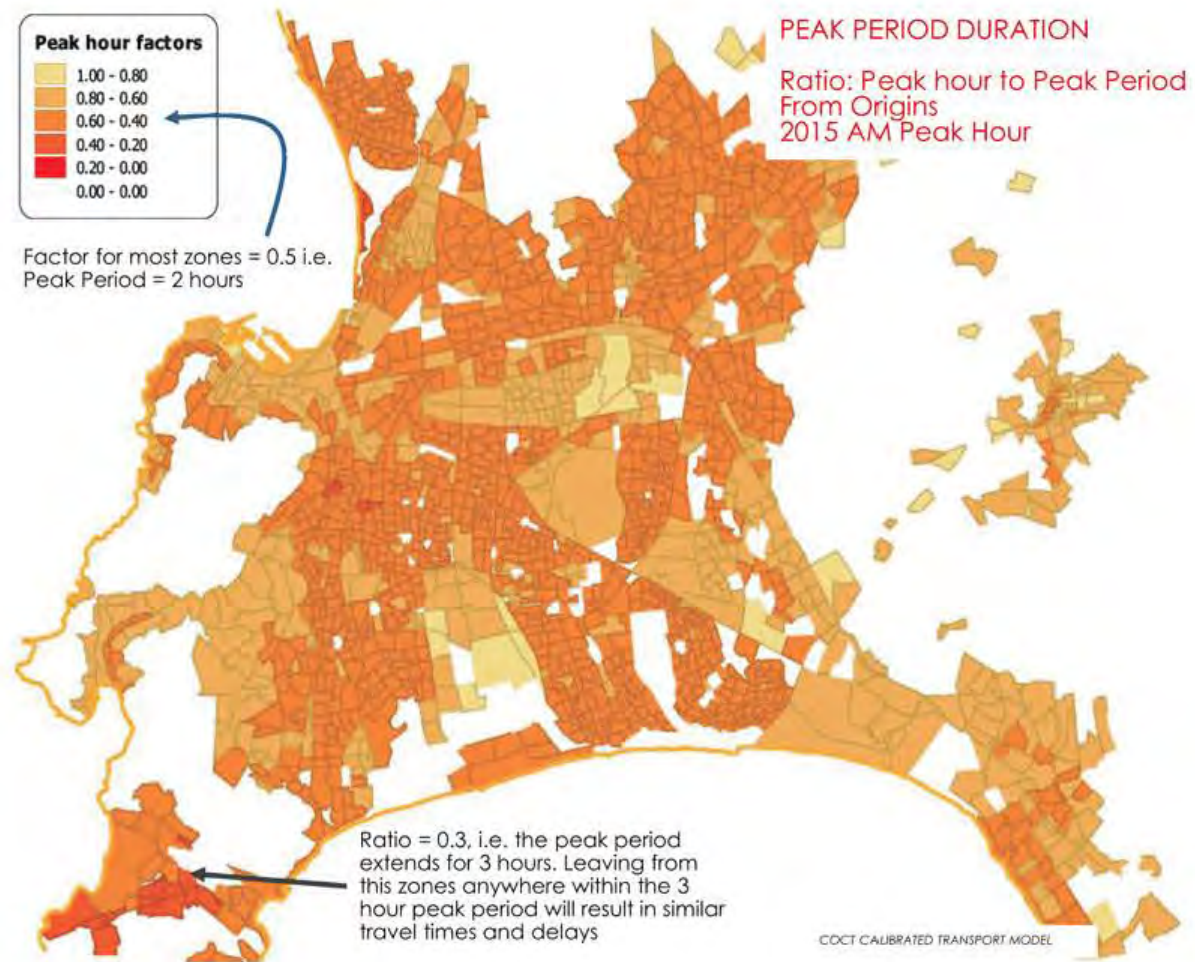 Peak hour factors
1.00 - 0.80
0.80 - 0.60
0.60 - 0.40
0.40 - 0.20
0.20 - 0.00
0.00 - 0.00
Factor for most zones = 0.5 i.e.
Peak Period = 2 hours
PEAK PERIOD DURATION
Ratio: Peak hour to Peak Period
From Origins
2015 AM Peak Hour
Ratio = 0.3, i.e. the peak period
extends for 3 hours. Leaving from
this zones anywhere within the 3
hour peak period will result in similar
travel times and delays
COCT CALIBRATED TRANSPORT MODEL